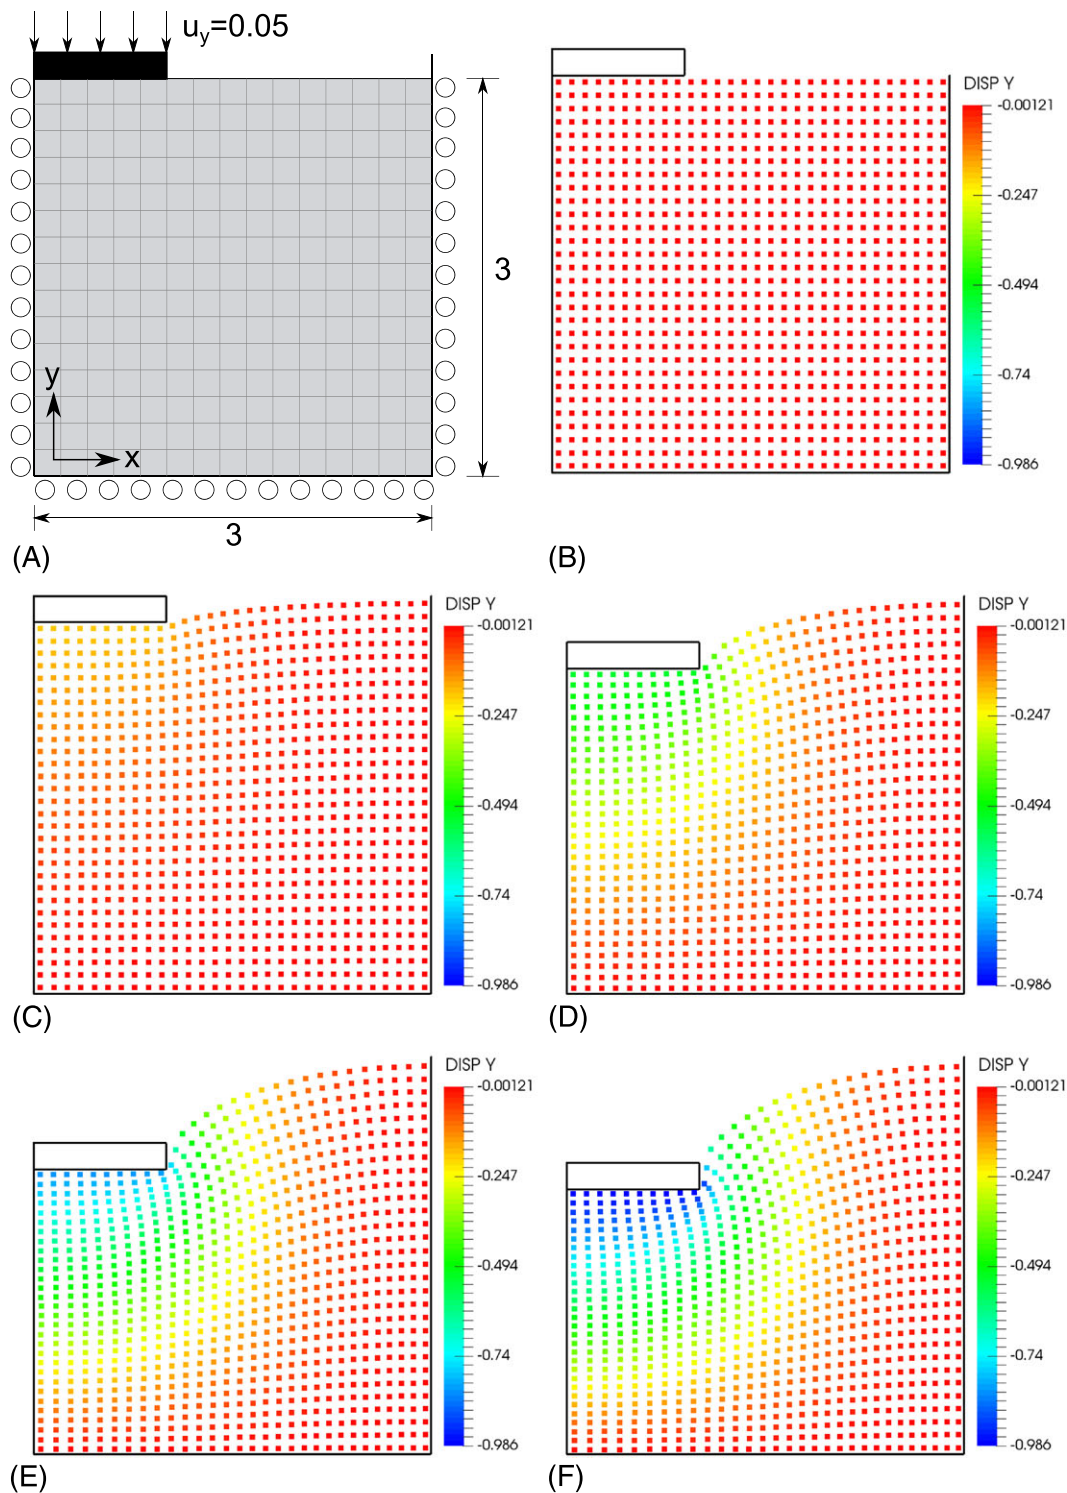 uy=0.05
3
y
x
3
(A)
DISP Y
-0.00121
-0.247
-0.494
-0.74
-0.986
(B)
DISP Y
-0.00121
-0.247
-0.494
-0.74
-0.986
(C)
DISP Y
-0.00121
-0.247
-0.494
-0.74
-0.986
(D)
DISP Y
-0.00121
-0.247
-0.494
-0.74
-0.986
(E)
DISP Y
-0.00121
-0.247
-0.494
-0.74
-0.986
(F)